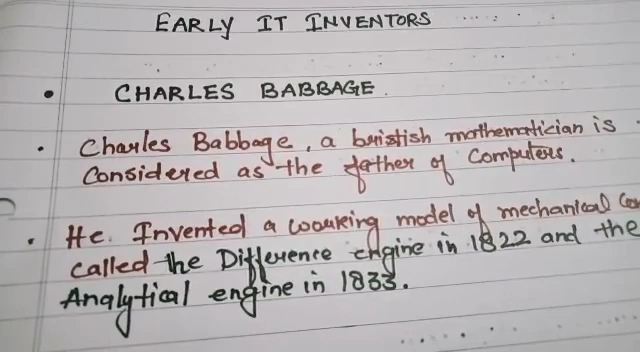 EARLY IT INVENTORS
• CHARLES BABBAGE.
• Charles Babbage, a bristish mathematician is
Considered as the father of Computers.
• He. Invented a woorking model of mechanical
called the Difference engine in 1822 and the
Analytical engine in 1833.